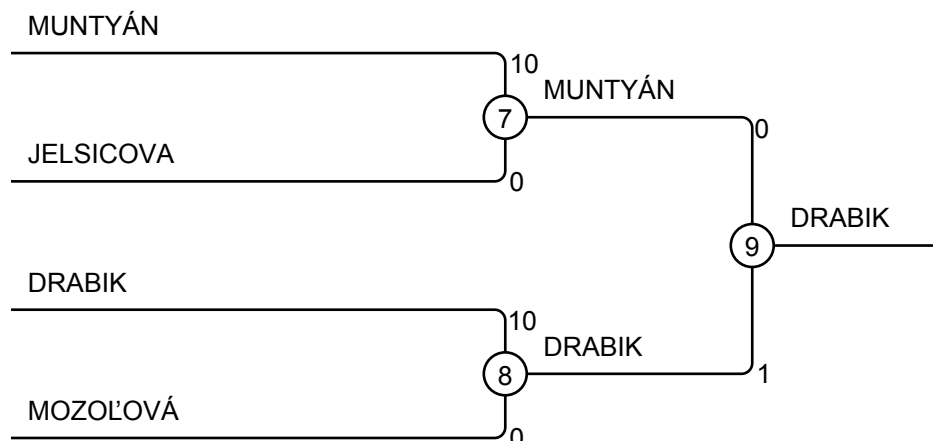 MUNTYÁN
10
7
MUNTYÁN
JELSICOVA
0
0
9
DRABIK
DRABIK
10
8
DRABIK
1
MOZOĽOVÁ
0